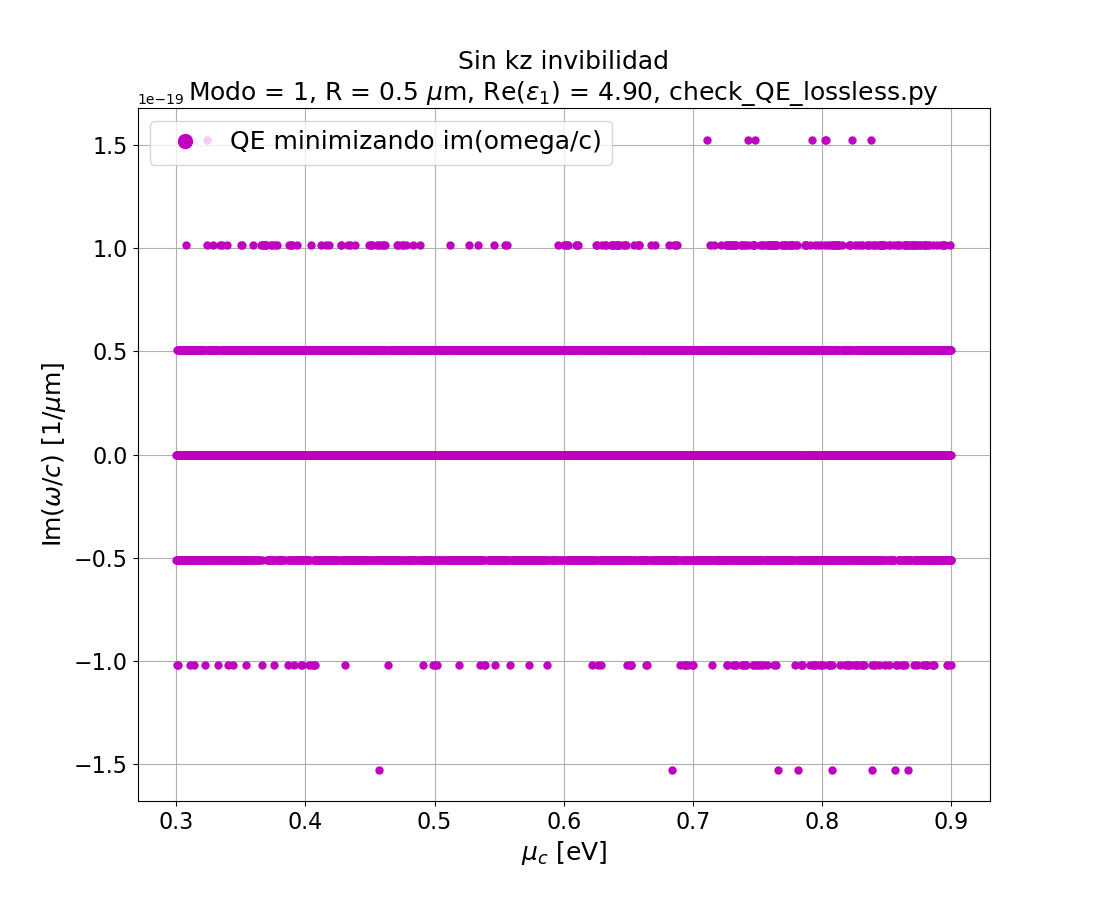 Sin kz invibilidad
Modo = 1, R = 0.5 μm, Re(ε₁) = 4.90, check_QE_lossless.py
1e−19
QE minimizando im(omega/c)
1.5
1.0
0.5
0.0
−0.5
−1.0
−1.5
Im(ω/c) [1/μm]
0.3 0.4 0.5 0.6 0.7 0.8 0.9
μc [eV]